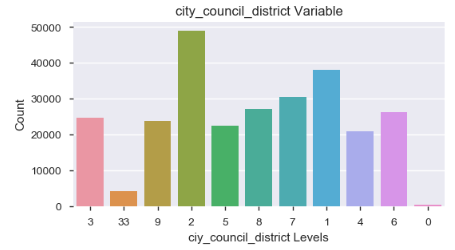 city_council_district Variable
50000
40000
30000
20000
10000
0
Count
3 33 9 2 5 8 7 1 4 6 0
ciy_council_district Levels